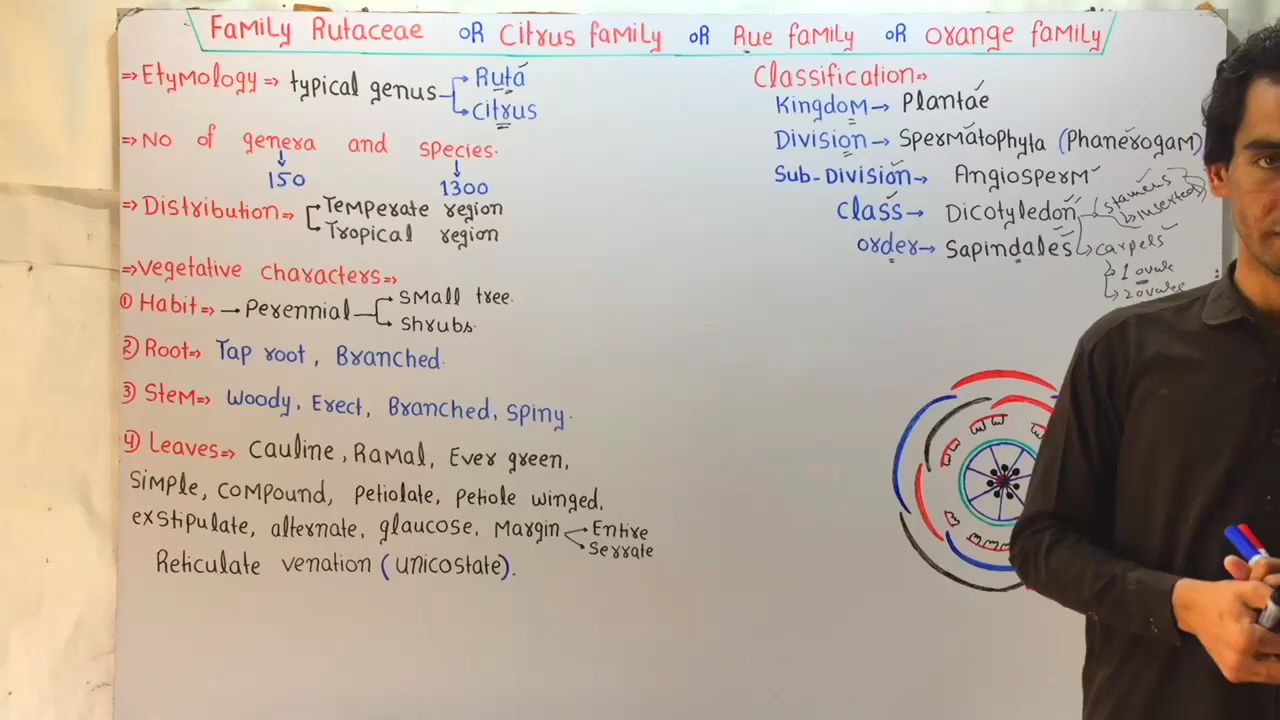 Family Rutaceae OR Citrus family OR Rue family OR orange family
⇒ Etymology ⇒ typical genus → Ruta
→ Citrus
⇒ No of genera and species.
↓ 150 ↓ 1300
⇒ Distribution ⇒ Temperate region
→ Tropical region
⇒ Vegetative characters ⇒
① Habit ⇒ → Perennial → small tree.
→ shrubs.
② Root ⇒ Tap root, Branched.
③ Stem ⇒ Woody, Erect, Branched, Spiny.
④ Leaves ⇒ Cauline, Ramal, Ever green,
Simple, compound, petiolate, petiole winged,
exstipulate, alternate, glaucose, Margin → Entire
→ Serrate
Reticulate venation (unicostate).
Classification ⇒
Kingdom → Plantae
Division → Spermatophyta (Phanerogam)
Sub-Division → Angiosperm
Class → Dicotyledon → stamens
→ inserted
order → Sapindales → carpels
→ 1 ovule
→ 2 ovules